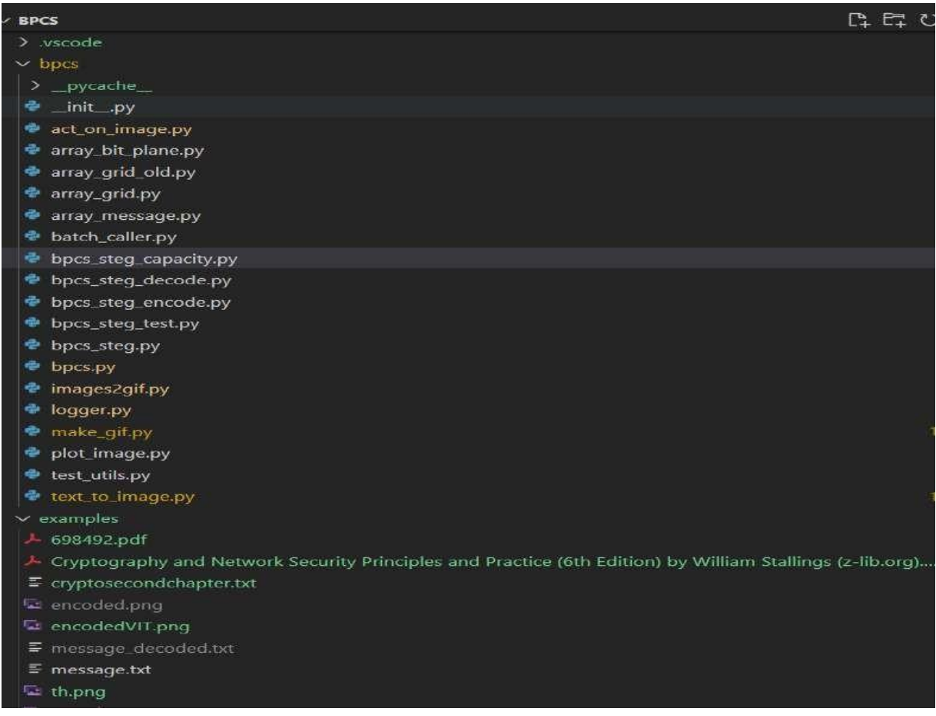 BPCS
.vscode
bpcs
__pycache__
__init__.py
act_on_image.py
array_bit_plane.py
array_grid_old.py
array_grid.py
array_message.py
batch_caller.py
bpcs_steg_capacity.py
bpcs_steg_decode.py
bpcs_steg_encode.py
bpcs_steg_test.py
bpcs_steg.py
bpcs.py
images2gif.py
logger.py
make_gif.py 1
plot_image.py
test_utils.py
text_to_image.py 1
examples
698492.pdf
Cryptography and Network Security Principles and Practice (6th Edition) by William Stallings (z-lib.org)....
cryptosecondchapter.txt
encoded.png
encodedVIT.png
message_decoded.txt
message.txt
th.png